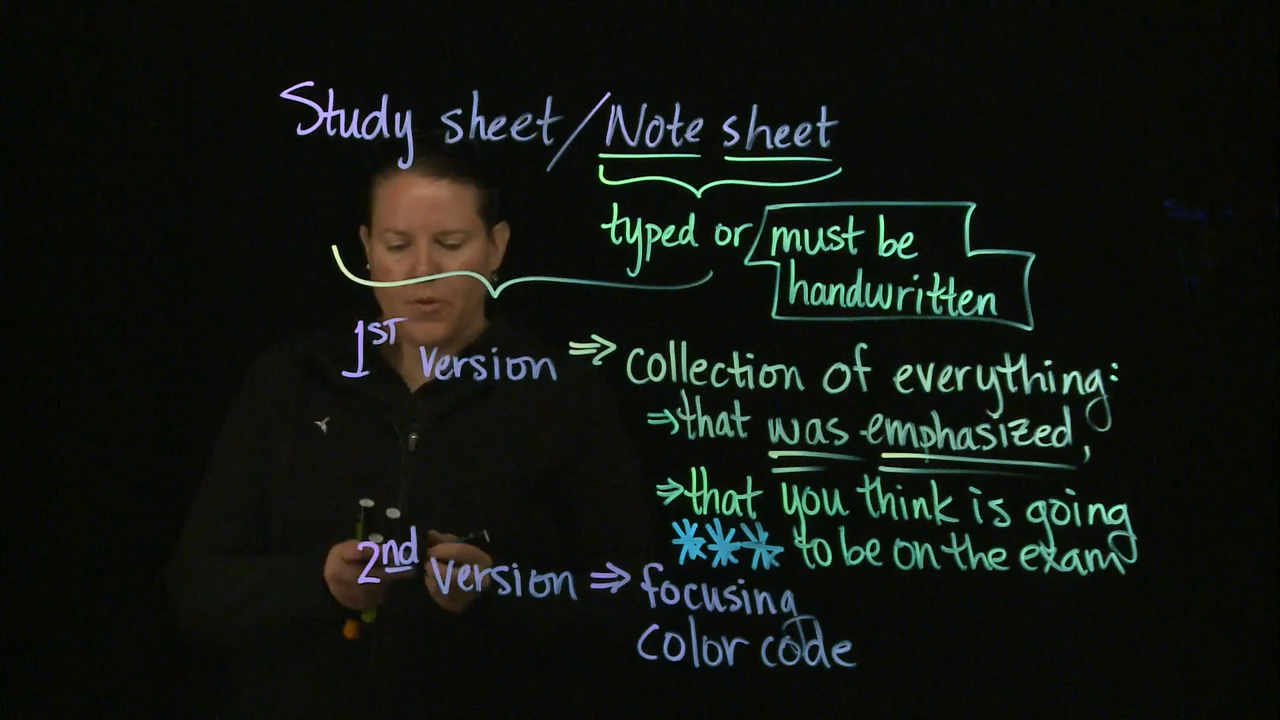 Study sheet/Note sheet
typed or must be
handwritten
1ST version ⇒ collection of everything:
⇒that was emphasized,
⇒that you think is going
*** to be on the exam
2nd version ⇒ focusing
color code